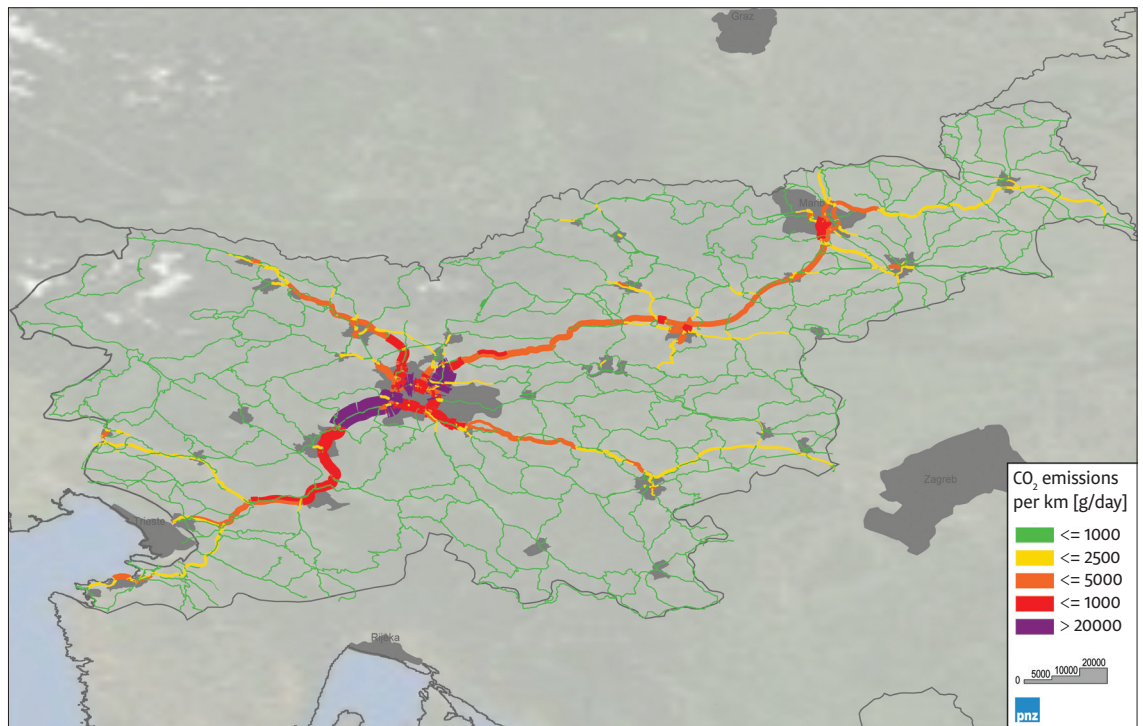 Graz
Trieste
Zagreb
Rijeka
CO₂ emissions
per km [g/day]
<= 1000
<= 2500
<= 5000
<= 1000
> 20000
0 5000 10000 20000
pnz